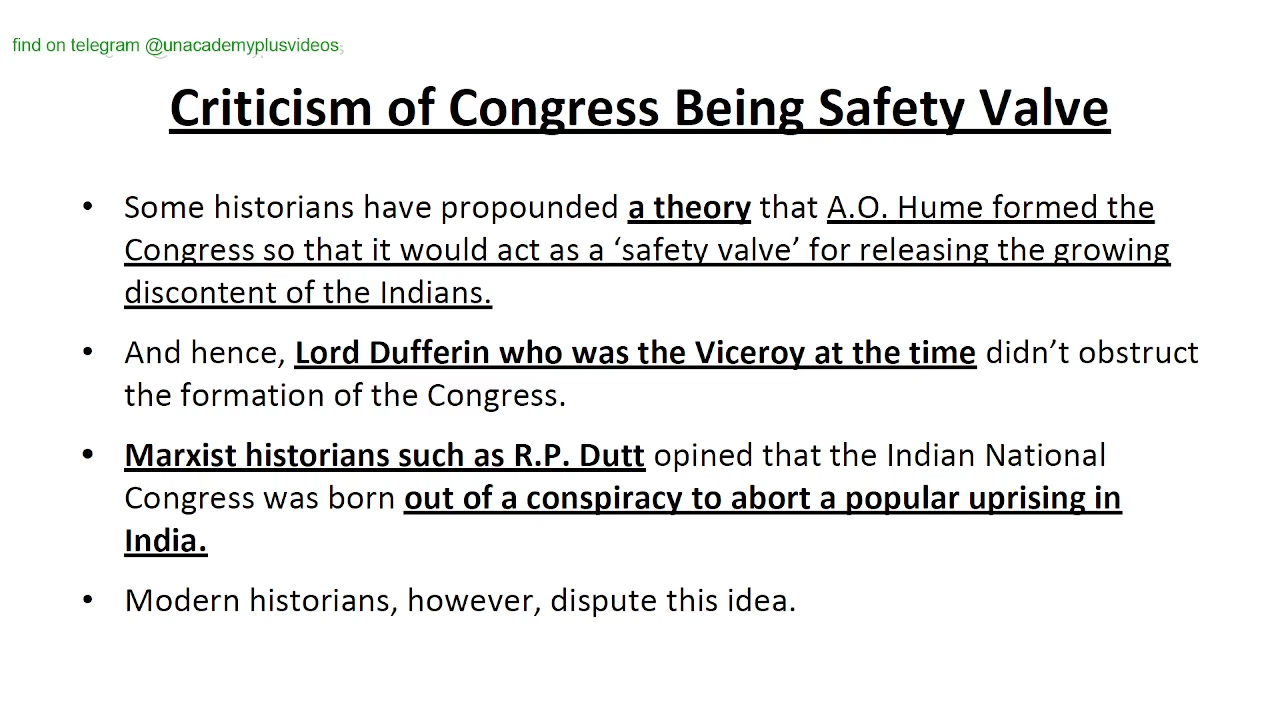 find on telegram @unacademyplusvideos
Criticism of Congress Being Safety Valve
• Some historians have propounded a theory that A.O. Hume formed the
Congress so that it would act as a ‘safety valve’ for releasing the growing
discontent of the Indians.
• And hence, Lord Dufferin who was the Viceroy at the time didn’t obstruct
the formation of the Congress.
• Marxist historians such as R.P. Dutt opined that the Indian National
Congress was born out of a conspiracy to abort a popular uprising in
India.
• Modern historians, however, dispute this idea.